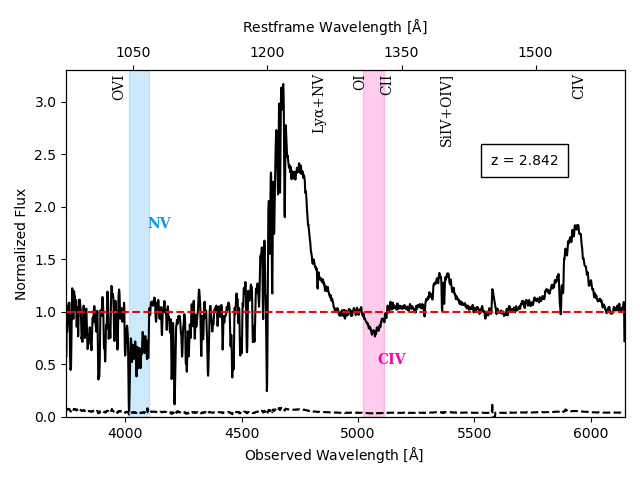 Restframe Wavelength [Å]
1050 1200 1350 1500
OVI Lyα+NV OI CII SiIV+OIV] CIV
z = 2.842
NV
CIV
Normalized Flux
3.0
2.5
2.0
1.5
1.0
0.5
0.0
4000 4500 5000 5500 6000
Observed Wavelength [Å]